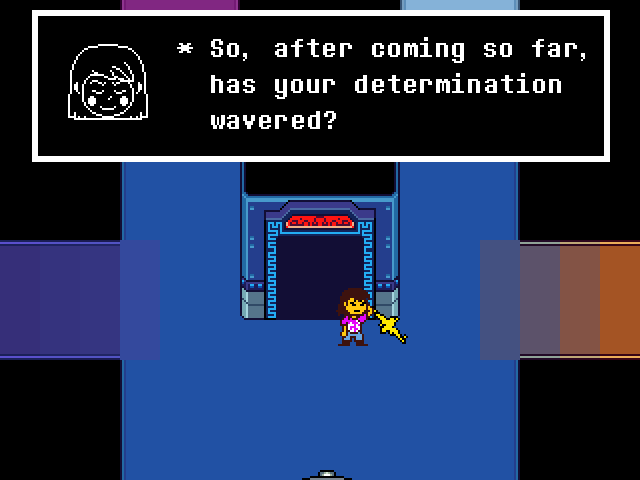 * So, after coming so far,
has your determination
wavered?